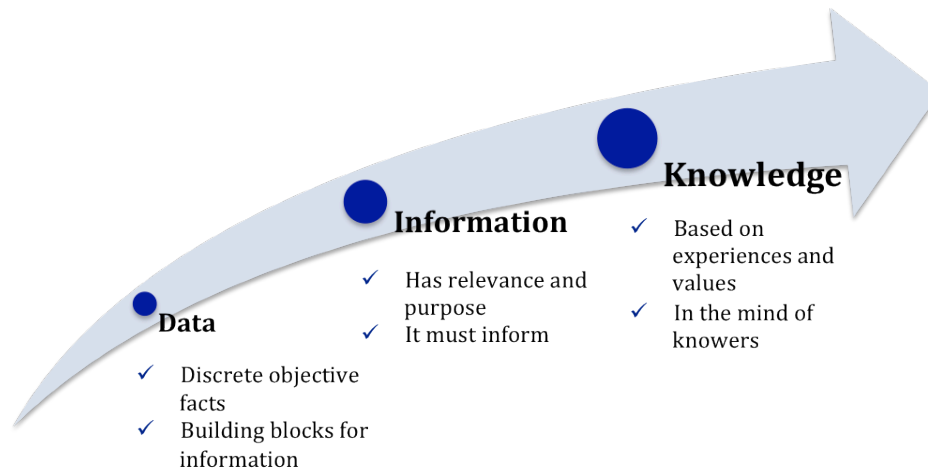 Data
✓ Discrete objective
facts
✓ Building blocks for
information
Information
✓ Has relevance and
purpose
✓ It must inform
Knowledge
✓ Based on
experiences and
values
✓ In the mind of
knowers